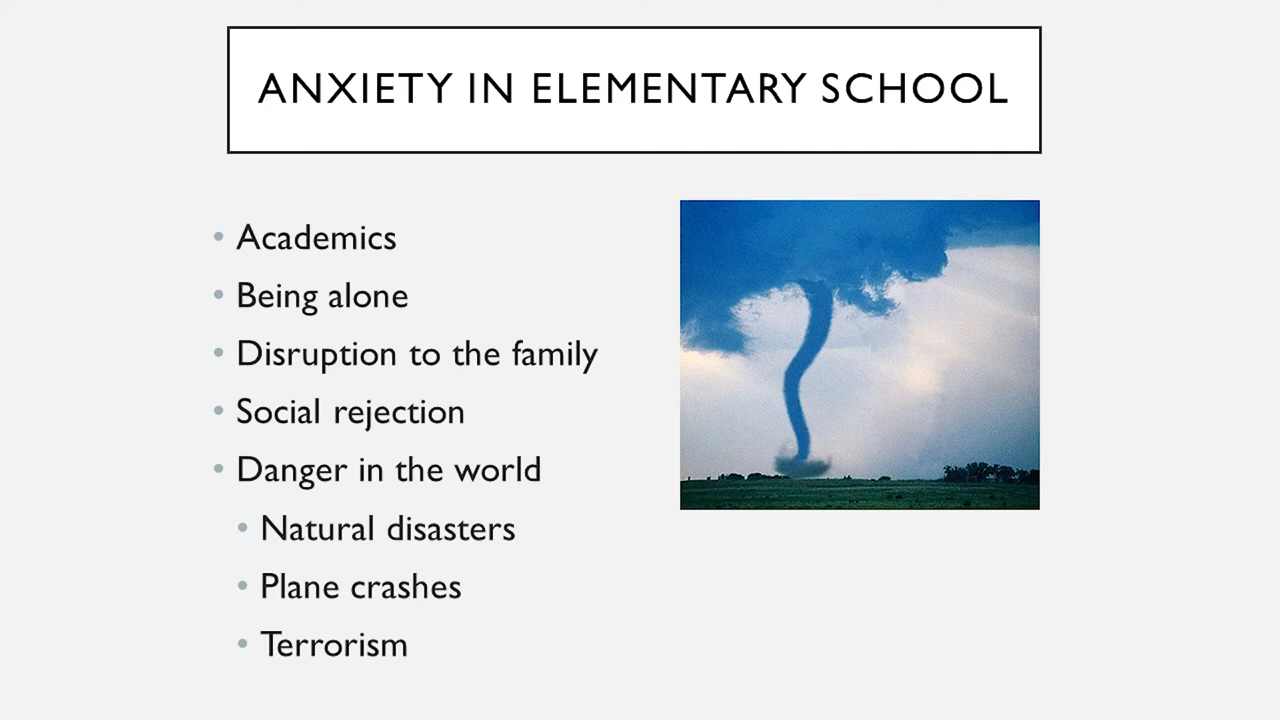 ANXIETY IN ELEMENTARY SCHOOL
• Academics
• Being alone
• Disruption to the family
• Social rejection
• Danger in the world
• Natural disasters
• Plane crashes
• Terrorism